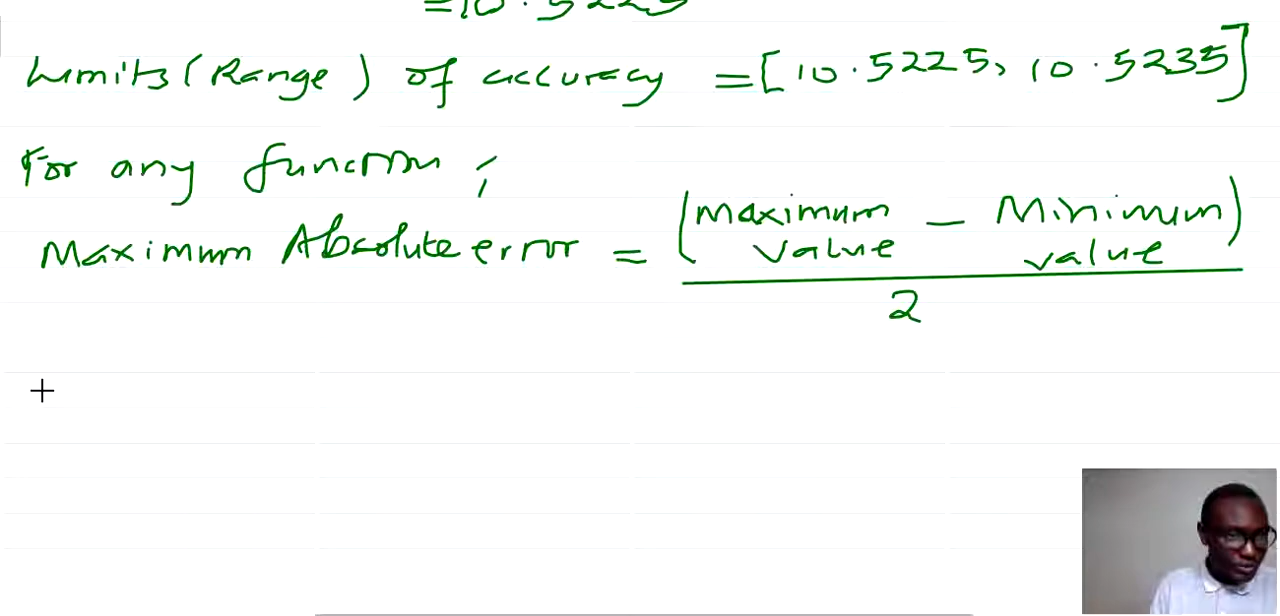 Limits (Range) of accuracy = [10.5225, 10.5235]
For any function;
Maximum Absolute error = (Maximum value - Minimum value)
2